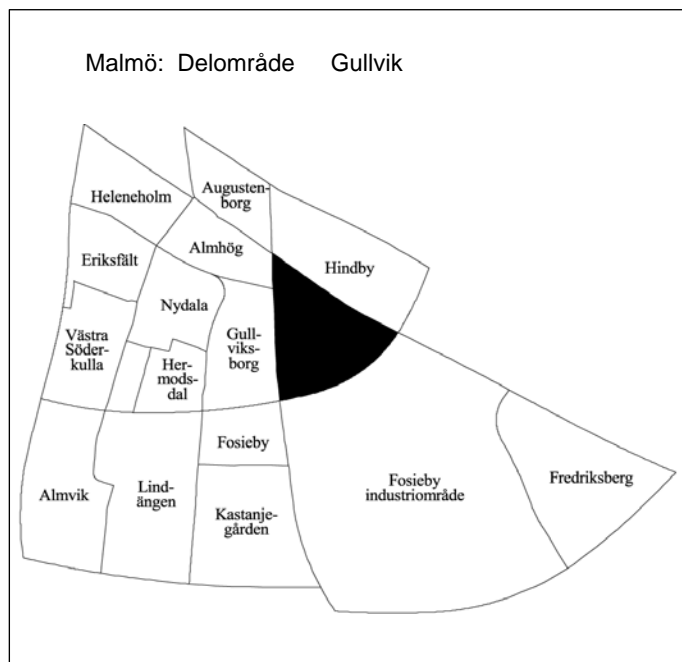 Malmö: Delområde Gullvik
Heleneholm
Augusten-
borg
Almhög
Hindby
Eriksfält
Nydala
Västra
Söder-
kulla
Gull-
viks-
borg
Her-
mods-
dal
Fosieby
Almvik
Lind-
ängen
Kastanje-
gården
Fosieby
industriområde
Fredriksberg